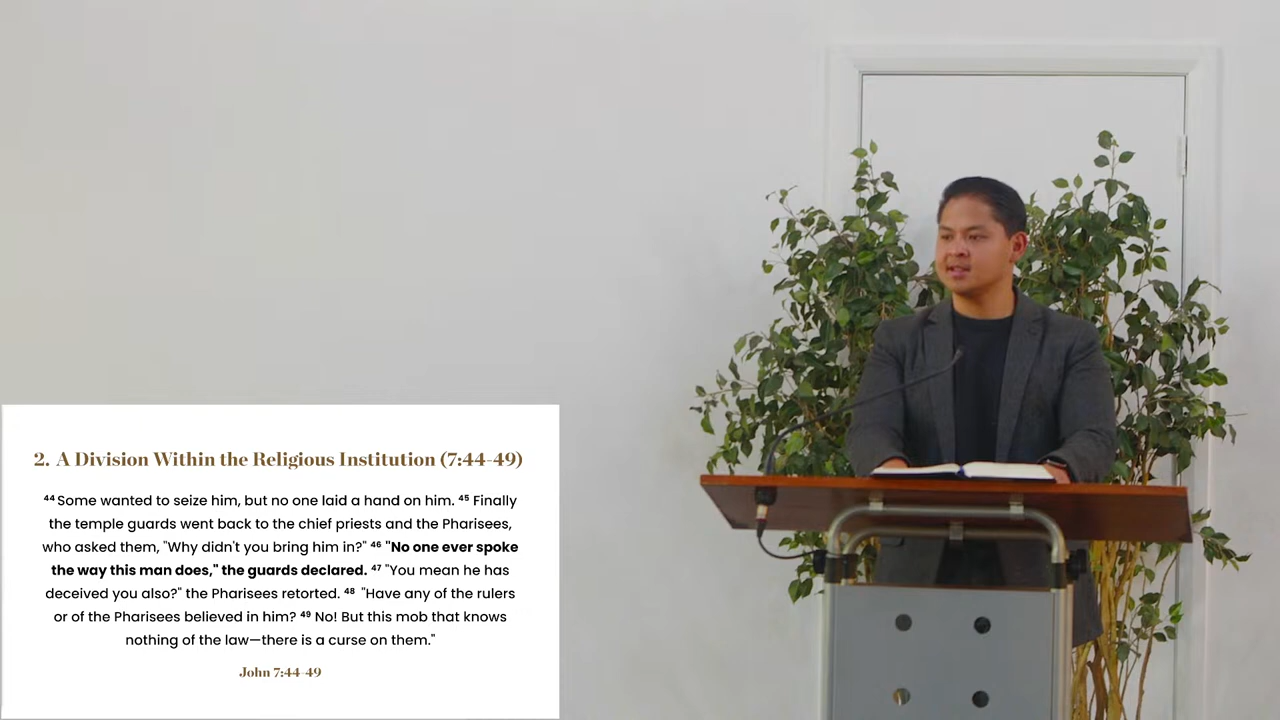 2. A Division Within the Religious Institution (7:44-49)
⁴⁴ Some wanted to seize him, but no one laid a hand on him. ⁴⁵ Finally
the temple guards went back to the chief priests and the Pharisees,
who asked them, "Why didn't you bring him in?" ⁴⁶ "No one ever spoke
the way this man does," the guards declared. ⁴⁷ "You mean he has
deceived you also?" the Pharisees retorted. ⁴⁸ "Have any of the rulers
or of the Pharisees believed in him? ⁴⁹ No! But this mob that knows
nothing of the law—there is a curse on them."
John 7:44-49